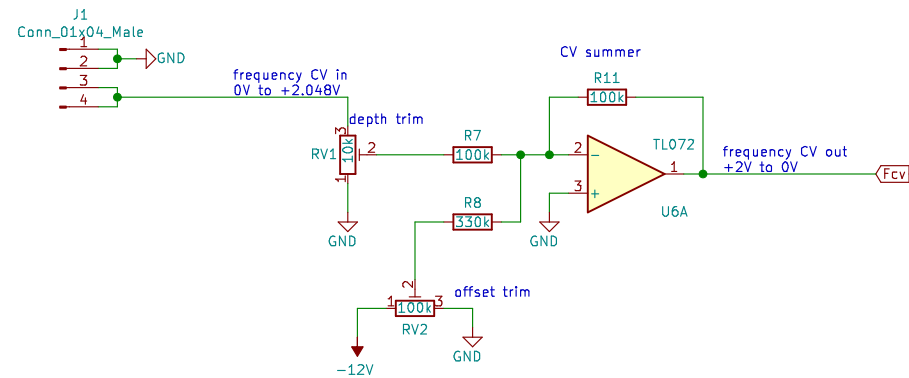 J1
Conn_01x04_Male
1
2
3
4
GND
frequency CV in
0V to +2.048V
depth trim
RV1
10k
3
2
1
GND
R7
100k
R8
330k
CV summer
R11
100k
TL072
2
3
1
-
+
U6A
GND
frequency CV out
+2V to 0V
Fcv
offset trim
2
1
100k
3
RV2
-12V
GND